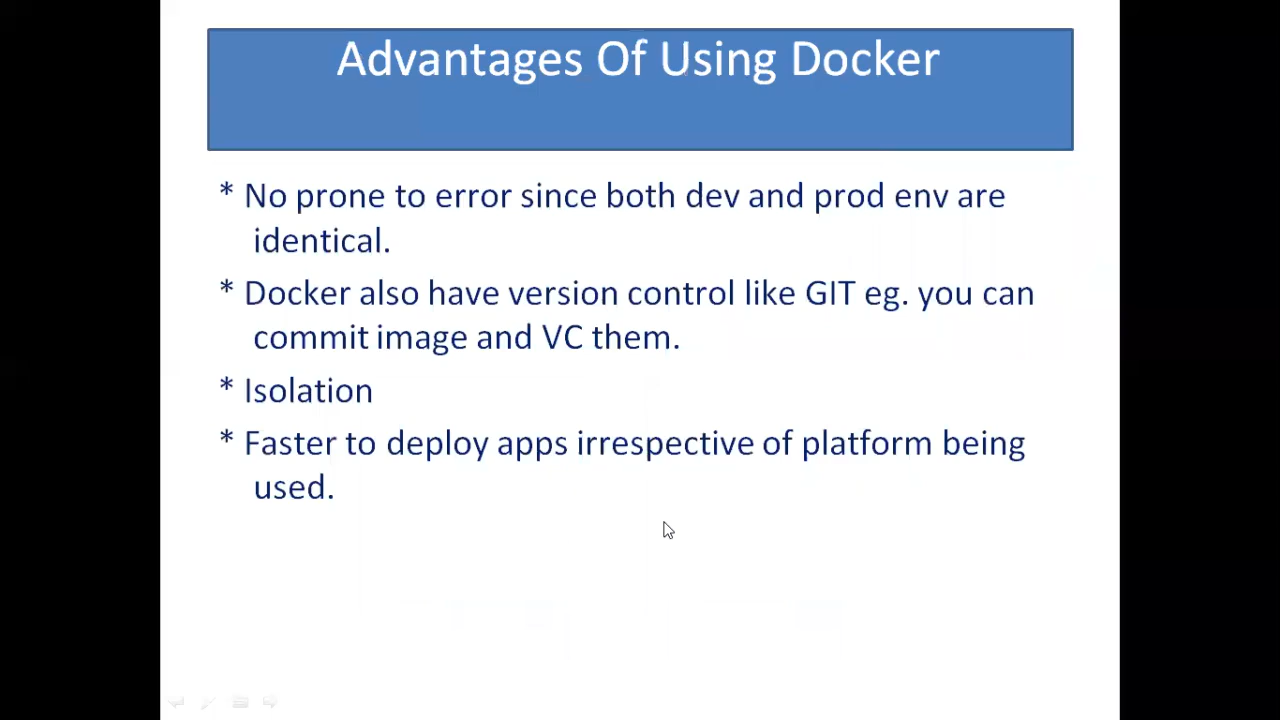 Advantages Of Using Docker
* No prone to error since both dev and prod env are
identical.
* Docker also have version control like GIT eg. you can
commit image and VC them.
* Isolation
* Faster to deploy apps irrespective of platform being
used.